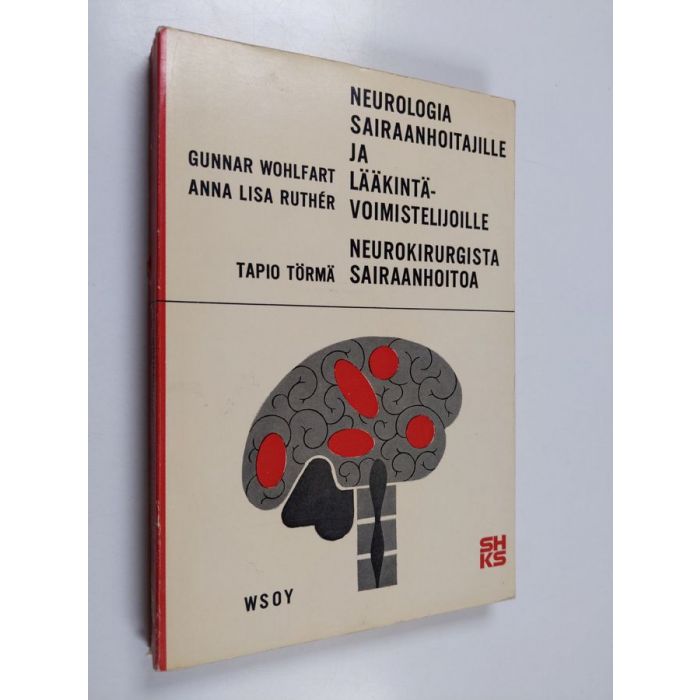 GUNNAR WOHLFART
ANNA LISA RUTHÉR
NEUROLOGIA
SAIRAANHOITAJILLE
JA
LÄÄKINTÄ-
VOIMISTELIJOILLE
TAPIO TÖRMÄ
NEUROKIRURGISTA
SAIRAANHOITOA
SH
KS
WSOY